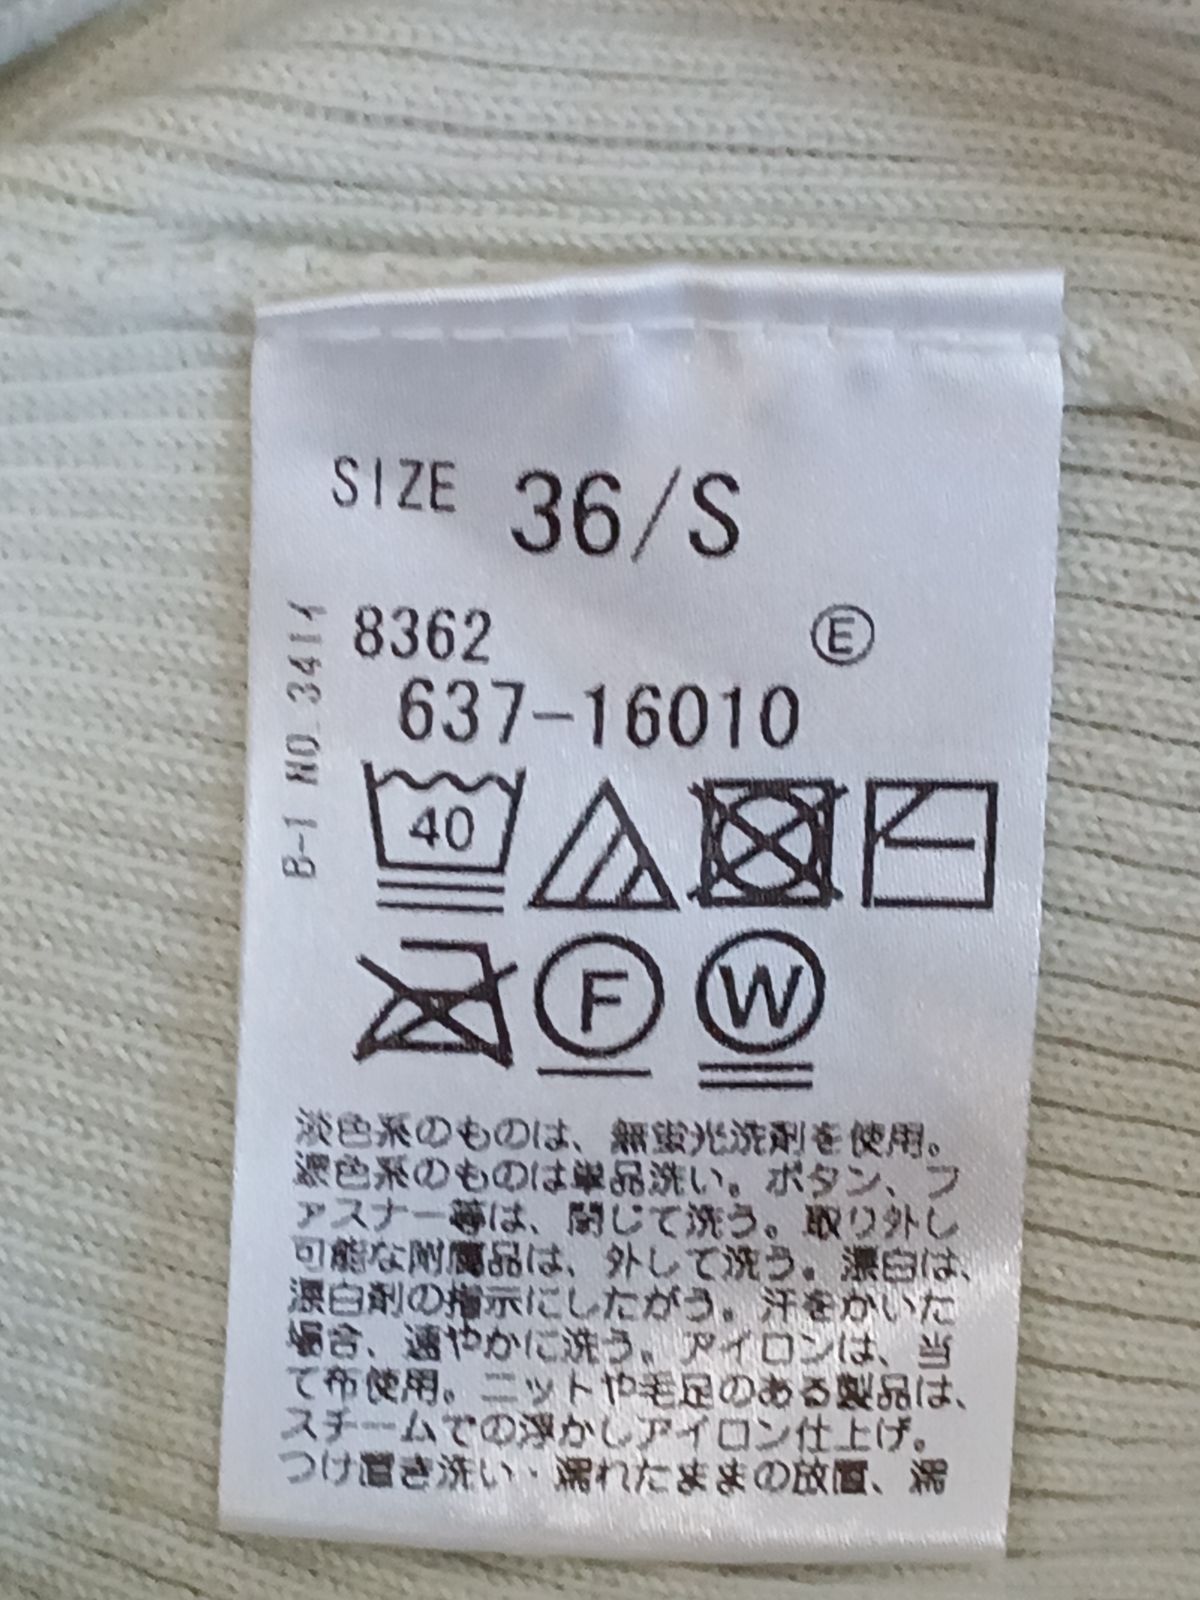 SIZE 36/S
8362 Ⓔ
637-16010
B-1 NO.341イ
40
F W
淡色系のものは、無蛍光洗剤を使用。
濃色系のものは単品洗い。ボタン、フ
ァスナー等は、閉じて洗う。取り外し
可能な附属品は、外して洗う。漂白は、
漂白剤の指示にしたがう。汗をかいた
場合、速やかに洗う。アイロンは、当
て布使用。ニットや毛足のある製品は、
スチームでの浮かしアイロン仕上げ。
つけ置き洗い・濡れたままの放置、濡